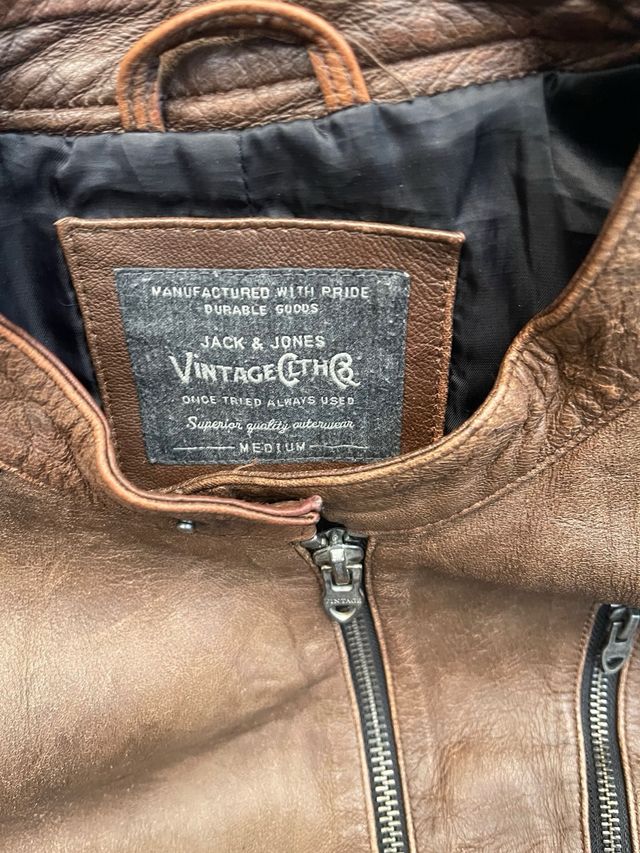 MANUFACTURED WITH PRIDE
DURABLE GOODS
JACK & JONES
VINTAGE CLTH Co
ONCE TRIED ALWAYS USED
Superior quality outerwear
MEDIUM
VINTAGE